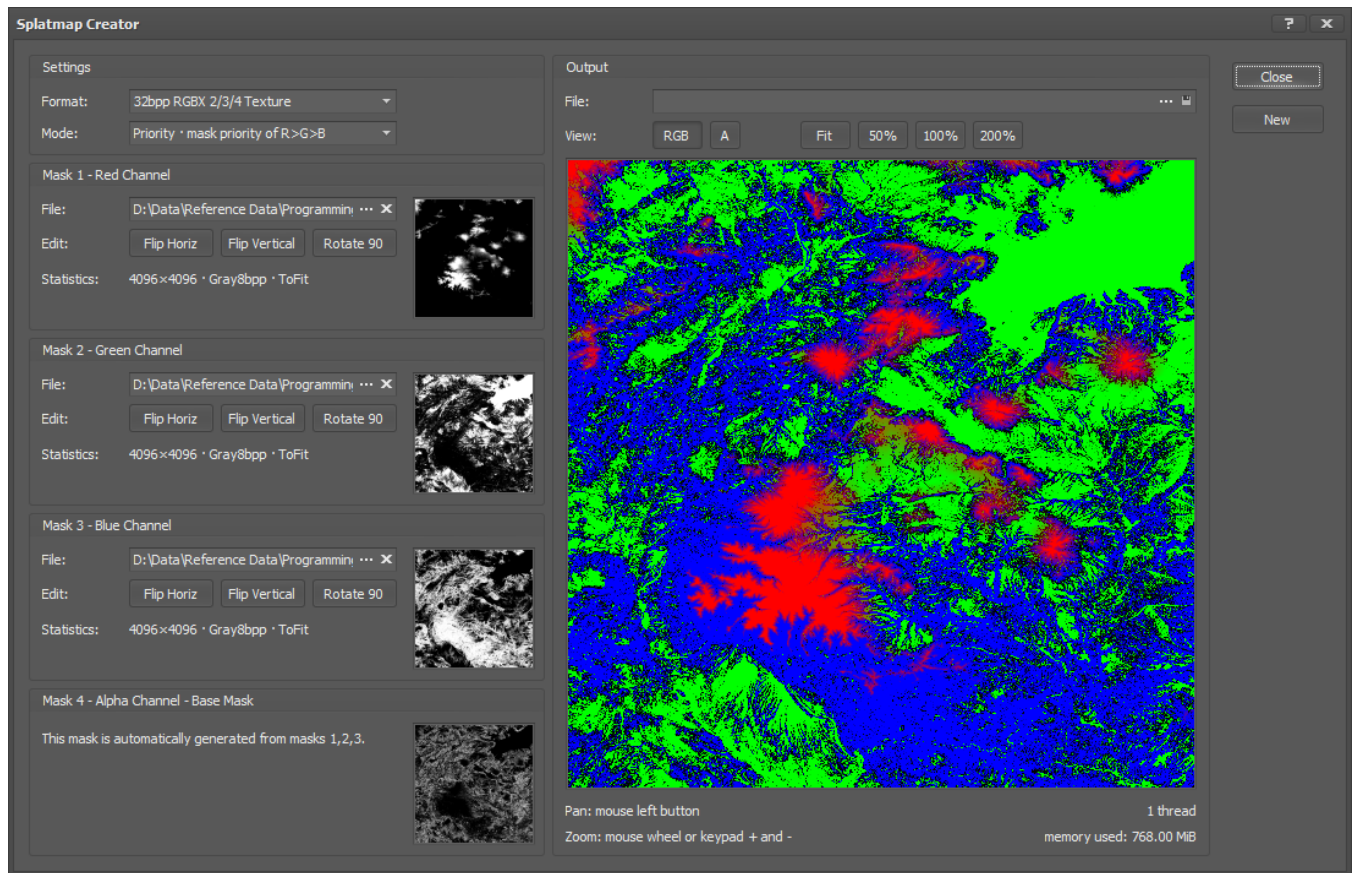 Splatmap Creator
? x
Settings
Format: 32bpp RGBX 2/3/4 Texture
Mode: Priority · mask priority of R>G>B
Mask 1 - Red Channel
File: D:\Data\Reference Data\Programmin ··· x
Edit: Flip Horiz Flip Vertical Rotate 90
Statistics: 4096×4096 · Gray8bpp · ToFit
Mask 2 - Green Channel
File: D:\Data\Reference Data\Programmin ··· x
Edit: Flip Horiz Flip Vertical Rotate 90
Statistics: 4096×4096 · Gray8bpp · ToFit
Mask 3 - Blue Channel
File: D:\Data\Reference Data\Programmin ··· x
Edit: Flip Horiz Flip Vertical Rotate 90
Statistics: 4096×4096 · Gray8bpp · ToFit
Mask 4 - Alpha Channel - Base Mask
This mask is automatically generated from masks 1,2,3.
Output
File: ···
View: RGB A Fit 50% 100% 200%
Pan: mouse left button 1 thread
Zoom: mouse wheel or keypad + and - memory used: 768.00 MiB
Close
New